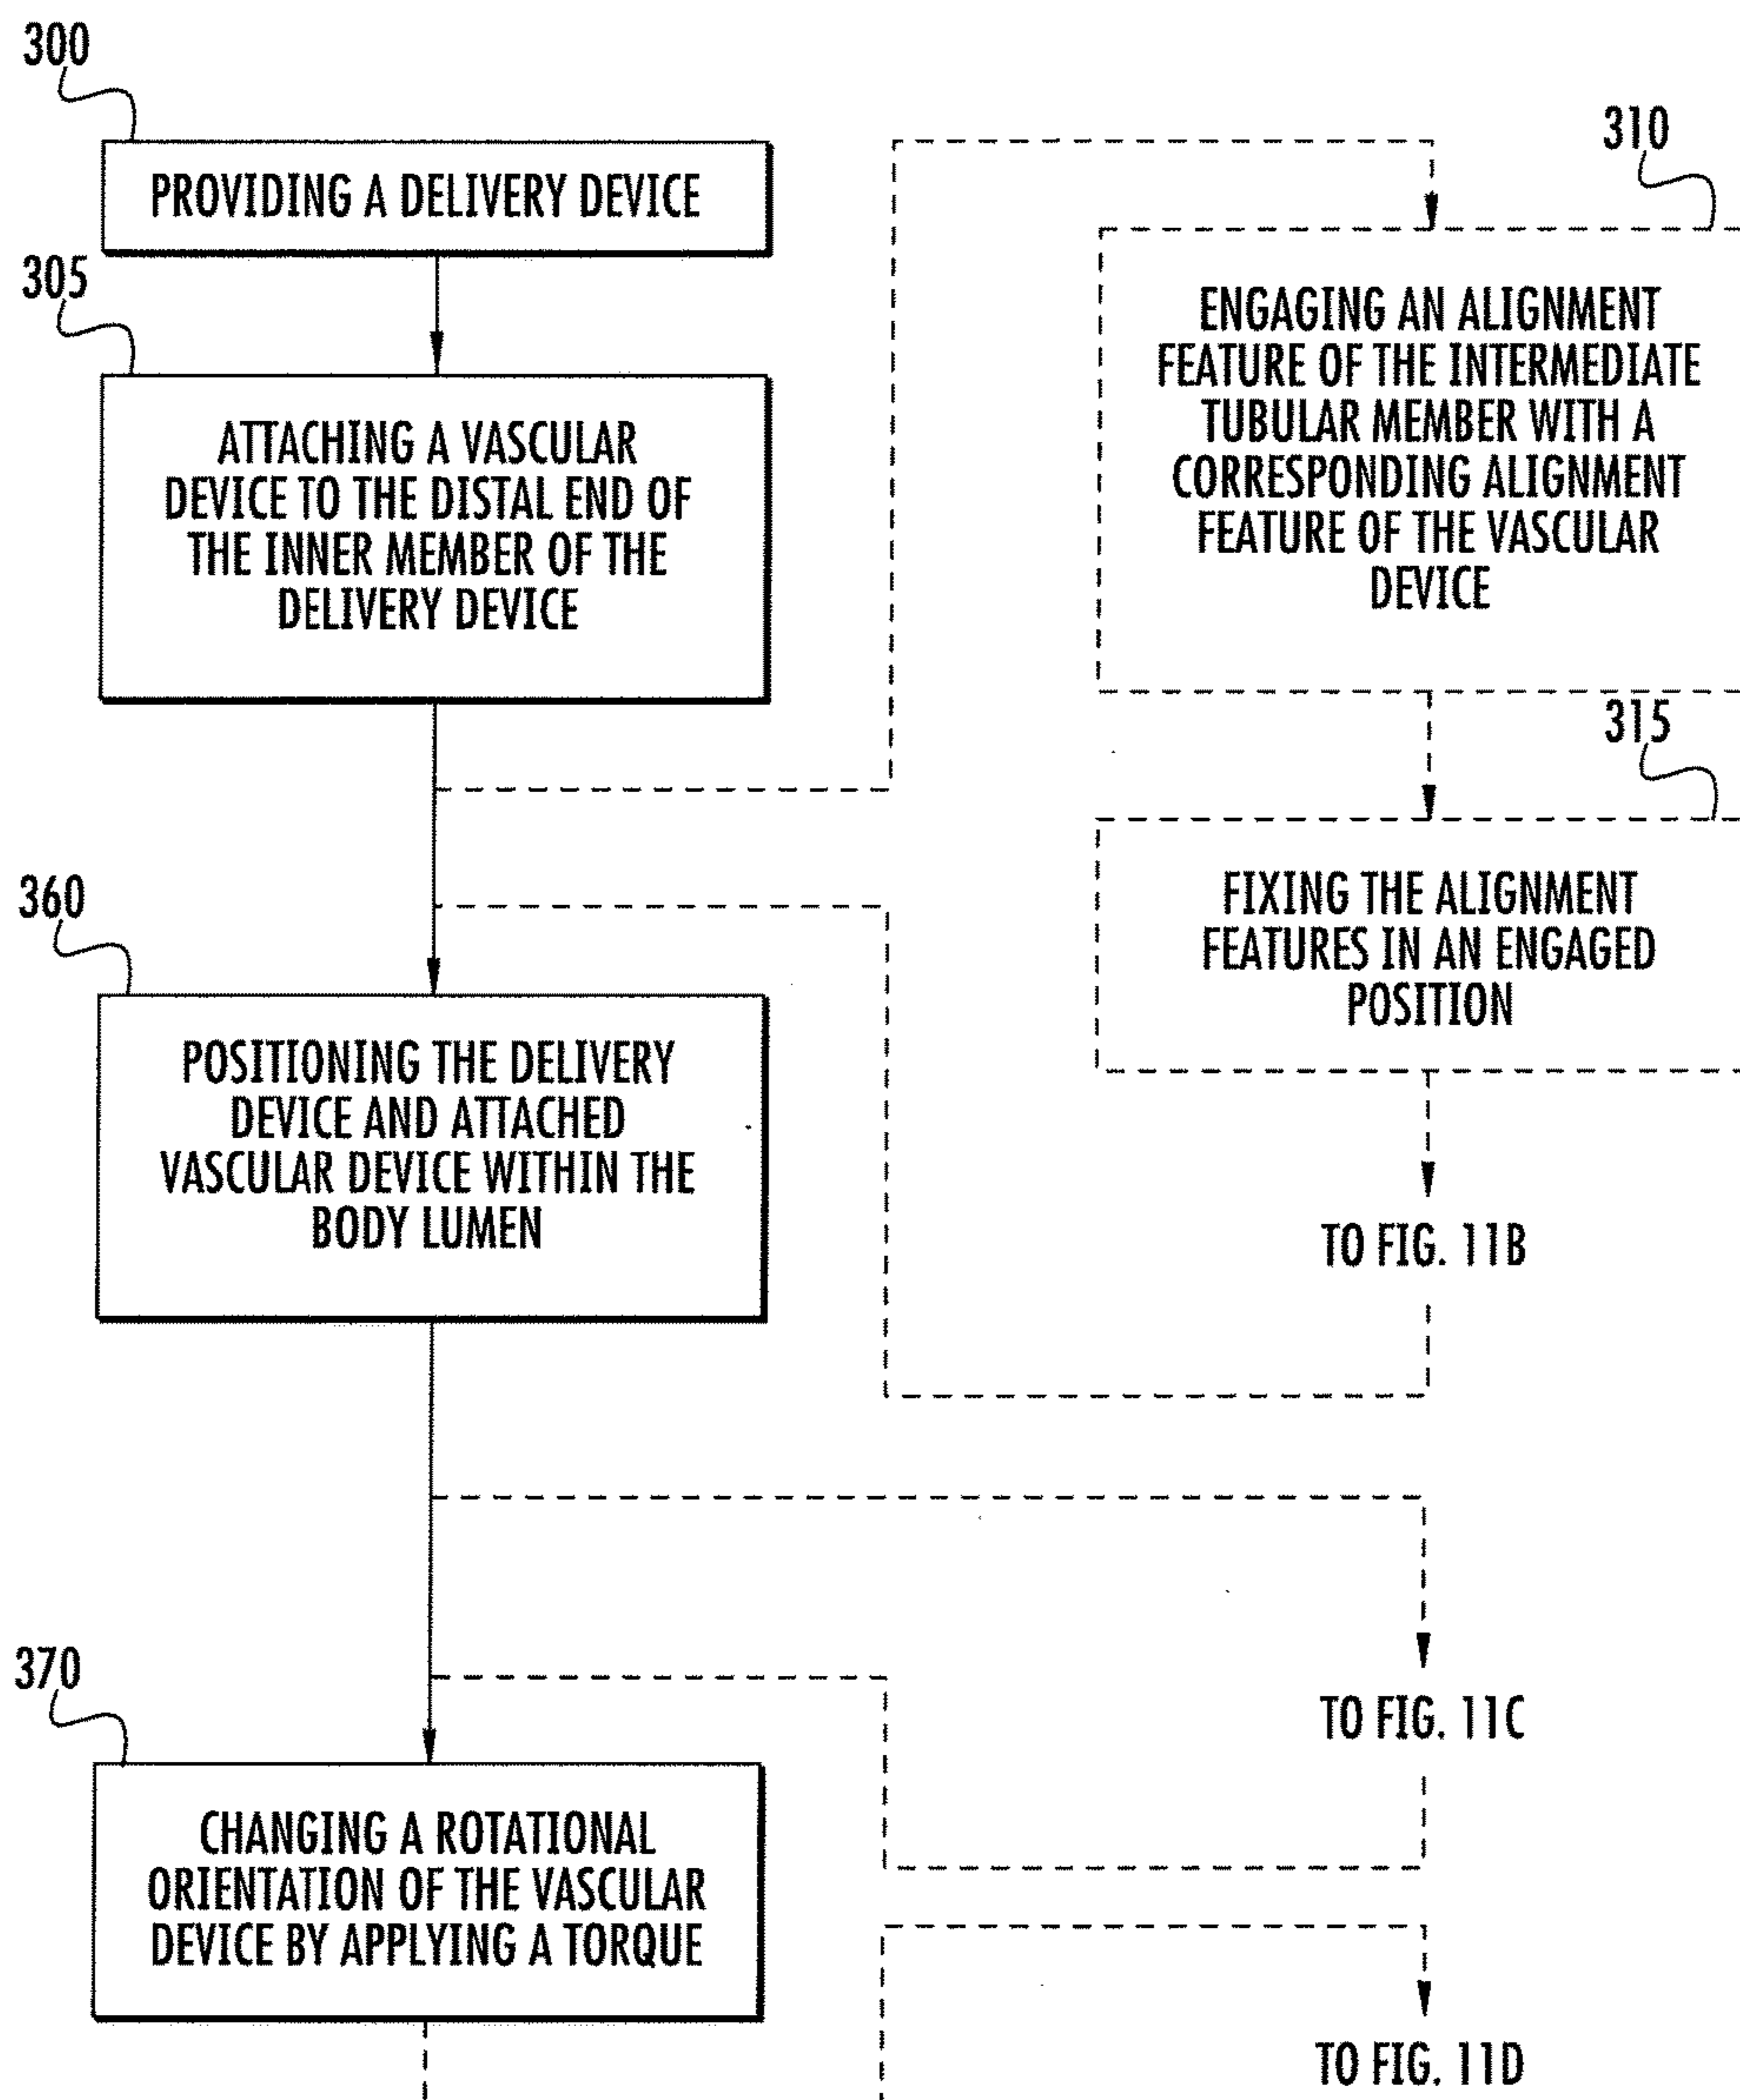 300
PROVIDING A DELIVERY DEVICE
305
ATTACHING A VASCULAR
DEVICE TO THE DISTAL END OF
THE INNER MEMBER OF THE
DELIVERY DEVICE
310
ENGAGING AN ALIGNMENT
FEATURE OF THE INTERMEDIATE
TUBULAR MEMBER WITH A
CORRESPONDING ALIGNMENT
FEATURE OF THE VASCULAR
DEVICE
315
FIXING THE ALIGNMENT
FEATURES IN AN ENGAGED
POSITION
TO FIG. 11B
360
POSITIONING THE DELIVERY
DEVICE AND ATTACHED
VASCULAR DEVICE WITHIN THE
BODY LUMEN
TO FIG. 11C
370
CHANGING A ROTATIONAL
ORIENTATION OF THE VASCULAR
DEVICE BY APPLYING A TORQUE
TO FIG. 11D